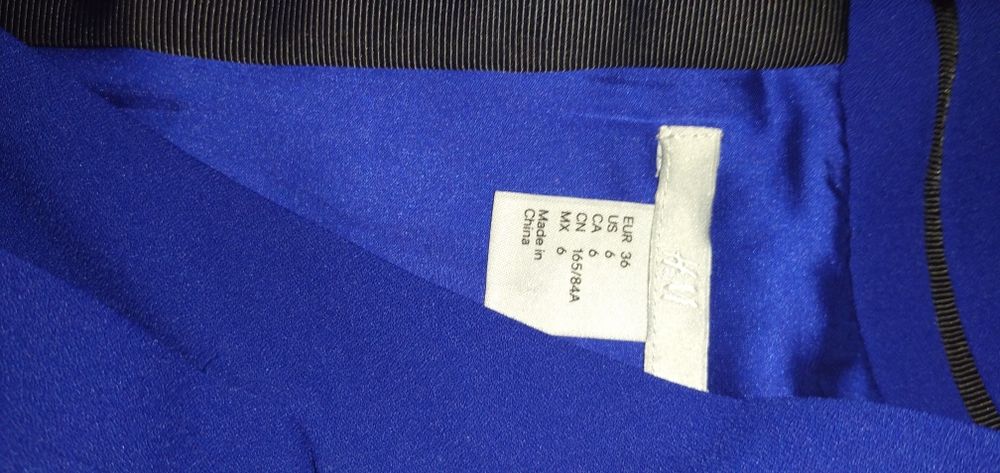 H&M
EUR 36
US 6
CA 6
CN 165/84A
MX 6
Made in
China